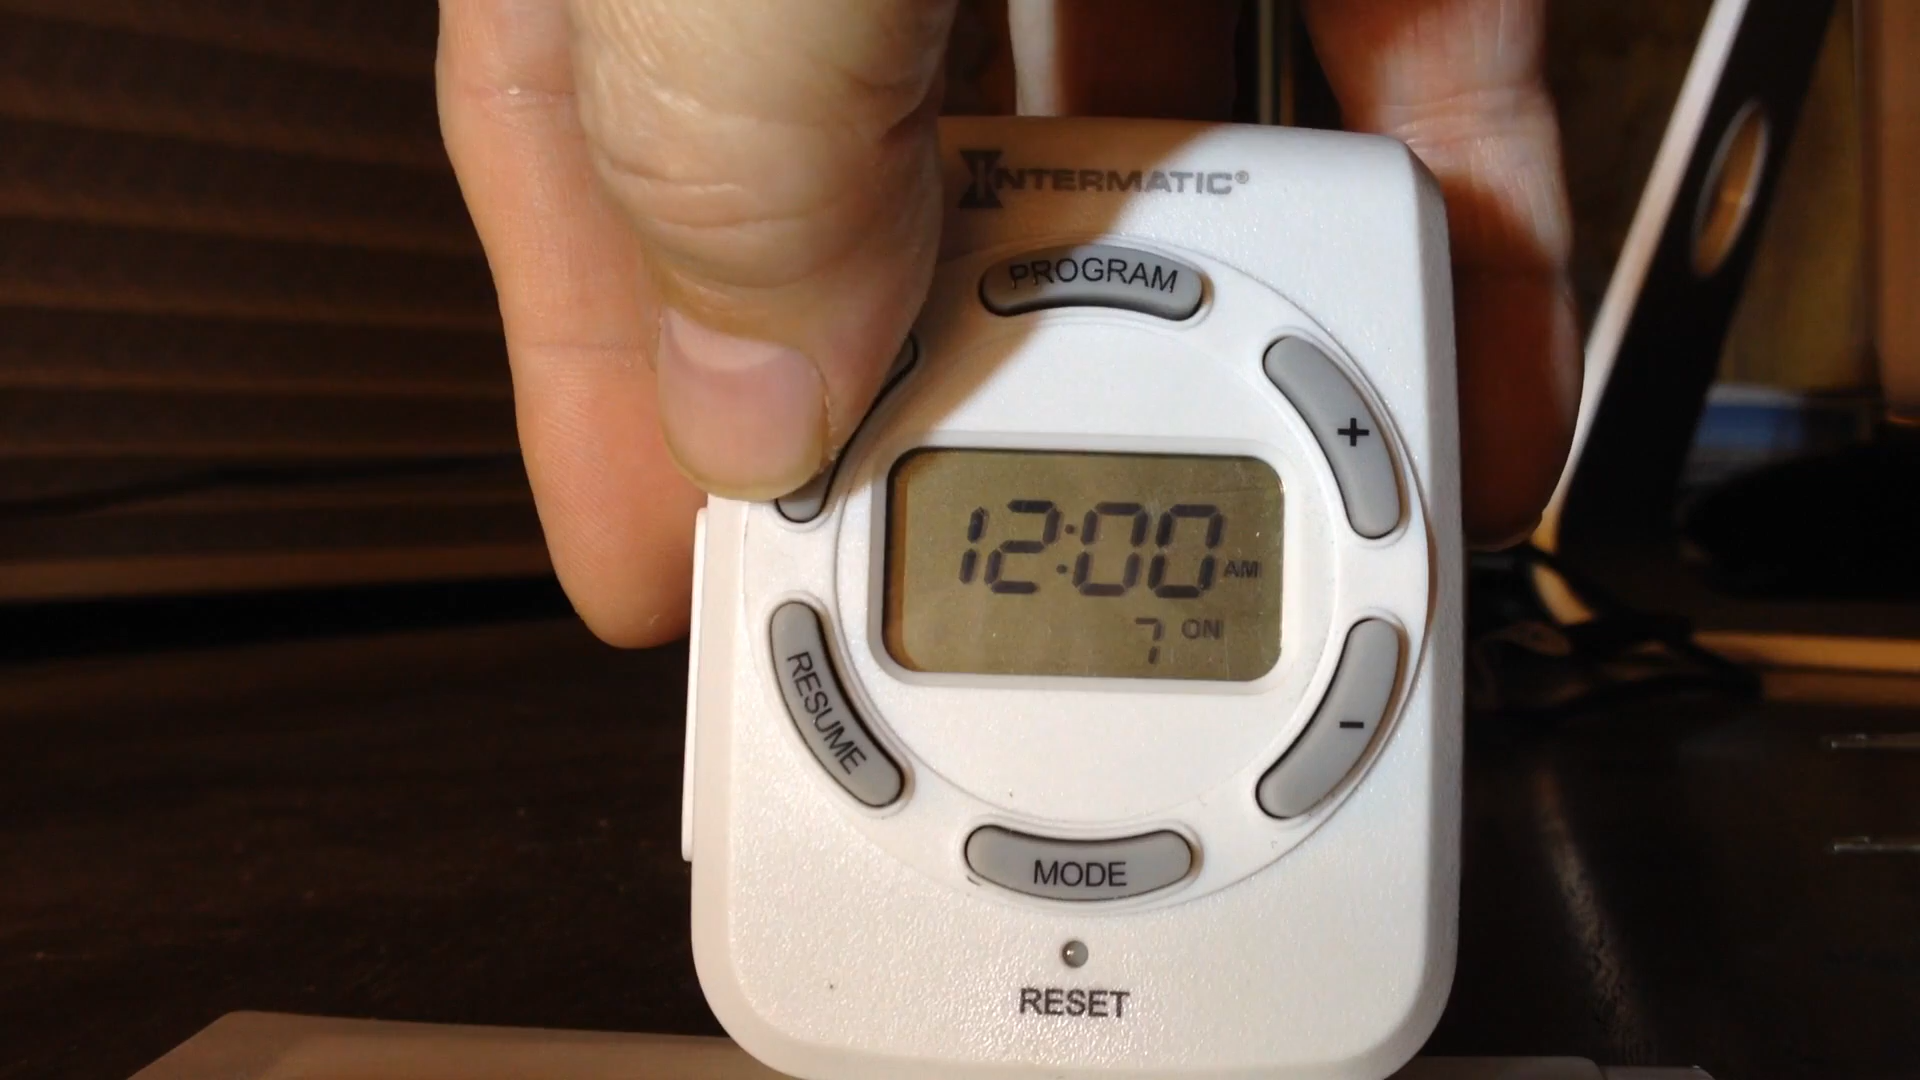 INTERMATIC®
PROGRAM
+
12:00 AM
7 ON
RESUME
-
MODE
RESET